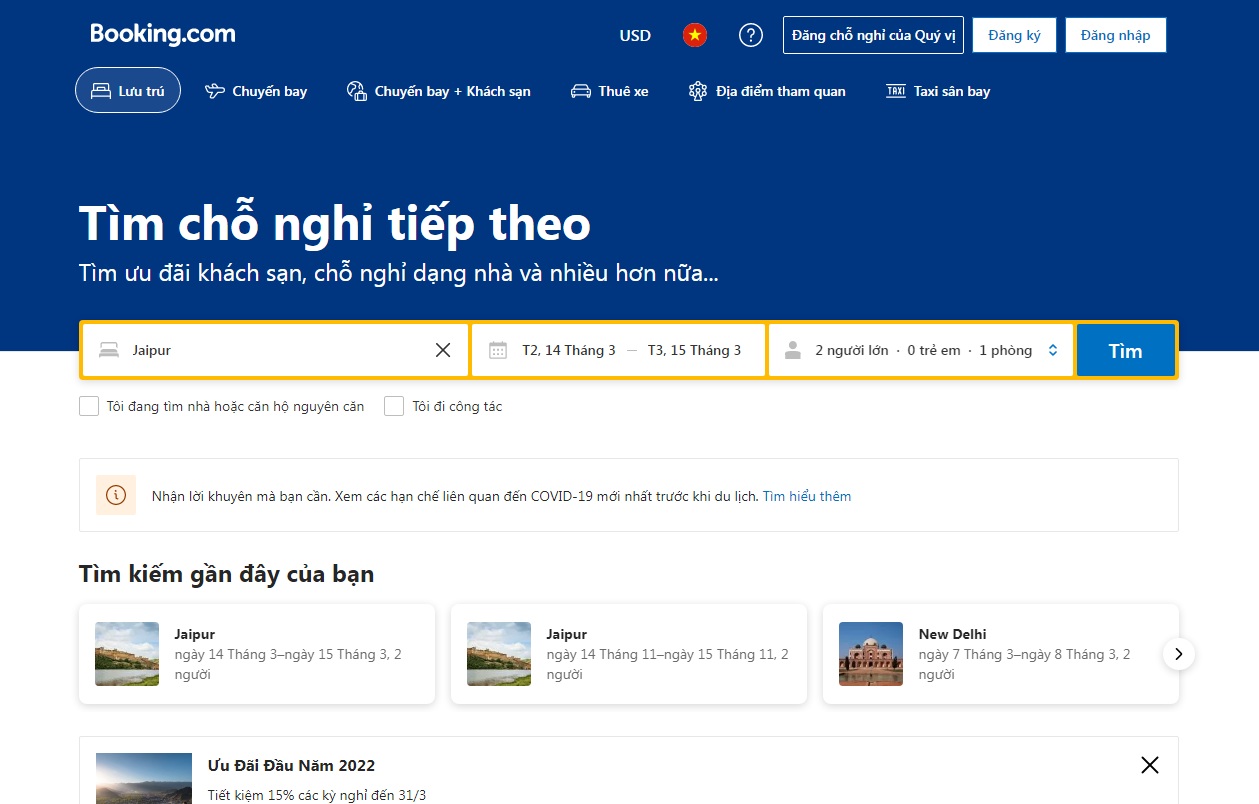 Booking.com
USD
Đăng chỗ nghỉ của Quý vị
Đăng ký
Đăng nhập
Lưu trú
Chuyến bay
Chuyến bay + Khách sạn
Thuê xe
Địa điểm tham quan
TAXI
Taxi sân bay
Tìm chỗ nghỉ tiếp theo
Tìm ưu đãi khách sạn, chỗ nghỉ dạng nhà và nhiều hơn nữa...
Jaipur
T2, 14 Tháng 3 — T3, 15 Tháng 3
2 người lớn · 0 trẻ em · 1 phòng
Tìm
Tôi đang tìm nhà hoặc căn hộ nguyên căn
Tôi đi công tác
Nhận lời khuyên mà bạn cần. Xem các hạn chế liên quan đến COVID-19 mới nhất trước khi du lịch. Tìm hiểu thêm
Tìm kiếm gần đây của bạn
Jaipur
ngày 14 Tháng 3–ngày 15 Tháng 3, 2
người
Jaipur
ngày 14 Tháng 11–ngày 15 Tháng 11, 2
người
New Delhi
ngày 7 Tháng 3–ngày 8 Tháng 3, 2
người
Ưu Đãi Đầu Năm 2022
Tiết kiệm 15% các kỳ nghỉ đến 31/3